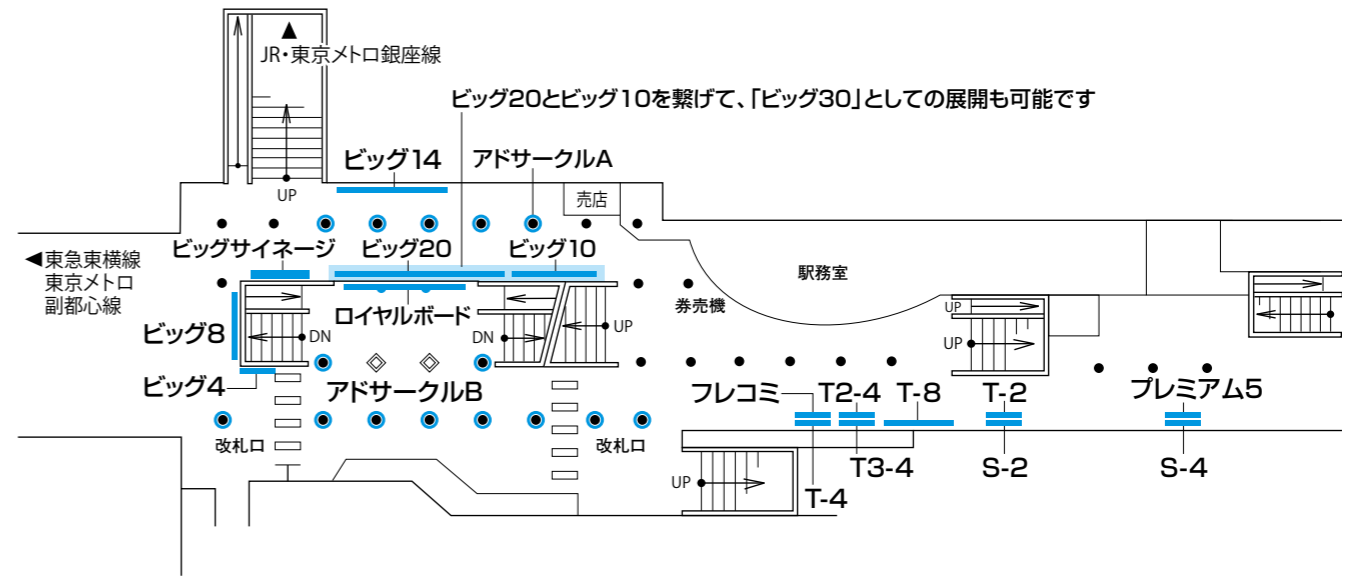 JR・東京メトロ銀座線
ビッグ20とビッグ10を繋げて、「ビッグ30」としての展開も可能です
ビッグ14
アドサークルA
UP
売店
ビッグサイネージ
ビッグ20
ビッグ10
東急東横線
東京メトロ
副都心線
駅務室
券売機
ロイヤルボード
ビッグ8
DN
DN
UP
UP
UP
ビッグ4
アドサークルB
フレコミ
T2-4
T-8
T-2
プレミアム5
改札口
改札口
T3-4
S-2
S-4
UP
T-4